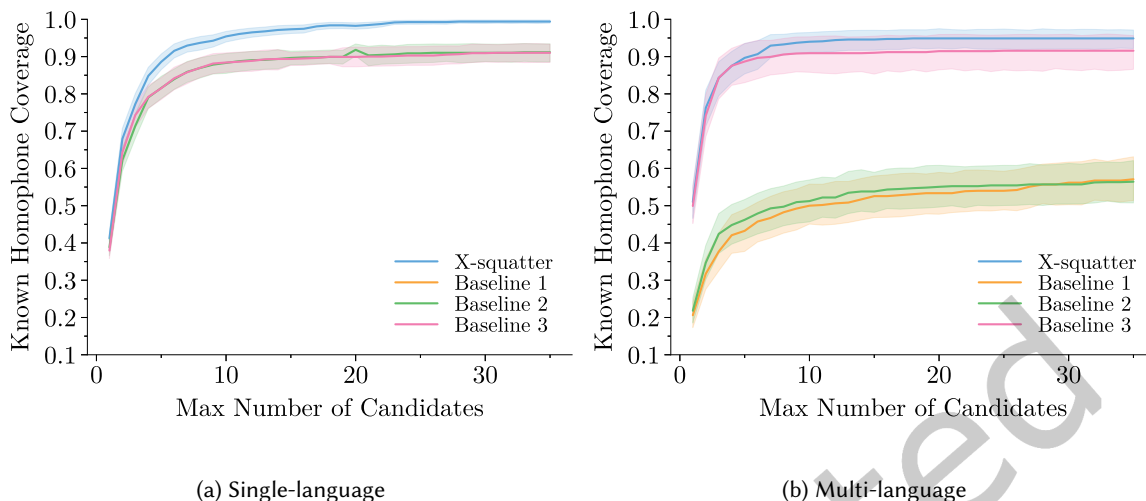 1.0
0.9
0.8
0.7
0.6
0.5
0.4
0.3
0.2
0.1
Known Homophone Coverage
X-squatter
Baseline 1
Baseline 2
Baseline 3
0 10 20 30
Max Number of Candidates
(a) Single-language
1.0
0.9
0.8
0.7
0.6
0.5
0.4
0.3
0.2
0.1
Known Homophone Coverage
X-squatter
Baseline 1
Baseline 2
Baseline 3
0 10 20 30
Max Number of Candidates
(b) Multi-language
ted